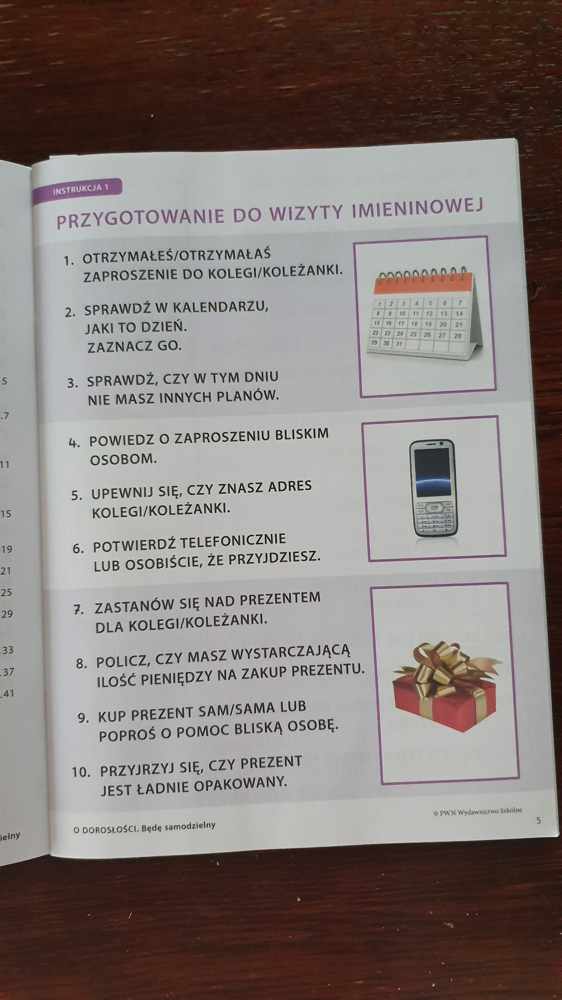 INSTRUKCJA 1
PRZYGOTOWANIE DO WIZYTY IMIENINOWEJ
1. OTRZYMAŁEŚ/OTRZYMAŁAŚ
ZAPROSZENIE DO KOLEGI/KOLEŻANKI.
2. SPRAWDŹ W KALENDARZU,
JAKI TO DZIEŃ.
ZAZNACZ GO.
3. SPRAWDŹ, CZY W TYM DNIU
NIE MASZ INNYCH PLANÓW.
1 2 3 4 5 6 7
8 9 10 11 12 13 14
15 16 17 18 19 20 21
22 23 24 25 26 27 28
29 30 31
4. POWIEDZ O ZAPROSZENIU BLISKIM
OSOBOM.
5. UPEWNIJ SIĘ, CZY ZNASZ ADRES
KOLEGI/KOLEŻANKI.
6. POTWIERDŹ TELEFONICZNIE
LUB OSOBIŚCIE, ŻE PRZYJDZIESZ.
7. ZASTANÓW SIĘ NAD PREZENTEM
DLA KOLEGI/KOLEŻANKI.
8. POLICZ, CZY MASZ WYSTARCZAJĄCĄ
ILOŚĆ PIENIĘDZY NA ZAKUP PREZENTU.
9. KUP PREZENT SAM/SAMA LUB
POPROŚ O POMOC BLISKĄ OSOBĘ.
10. PRZYJRZYJ SIĘ, CZY PREZENT
JEST ŁADNIE OPAKOWANY.
O DOROSŁOŚCI. Będę samodzielny
© PWN Wydawnictwo Szkolne
5
5
.7
11
15
19
21
25
29
.33
.37
.41
ielny